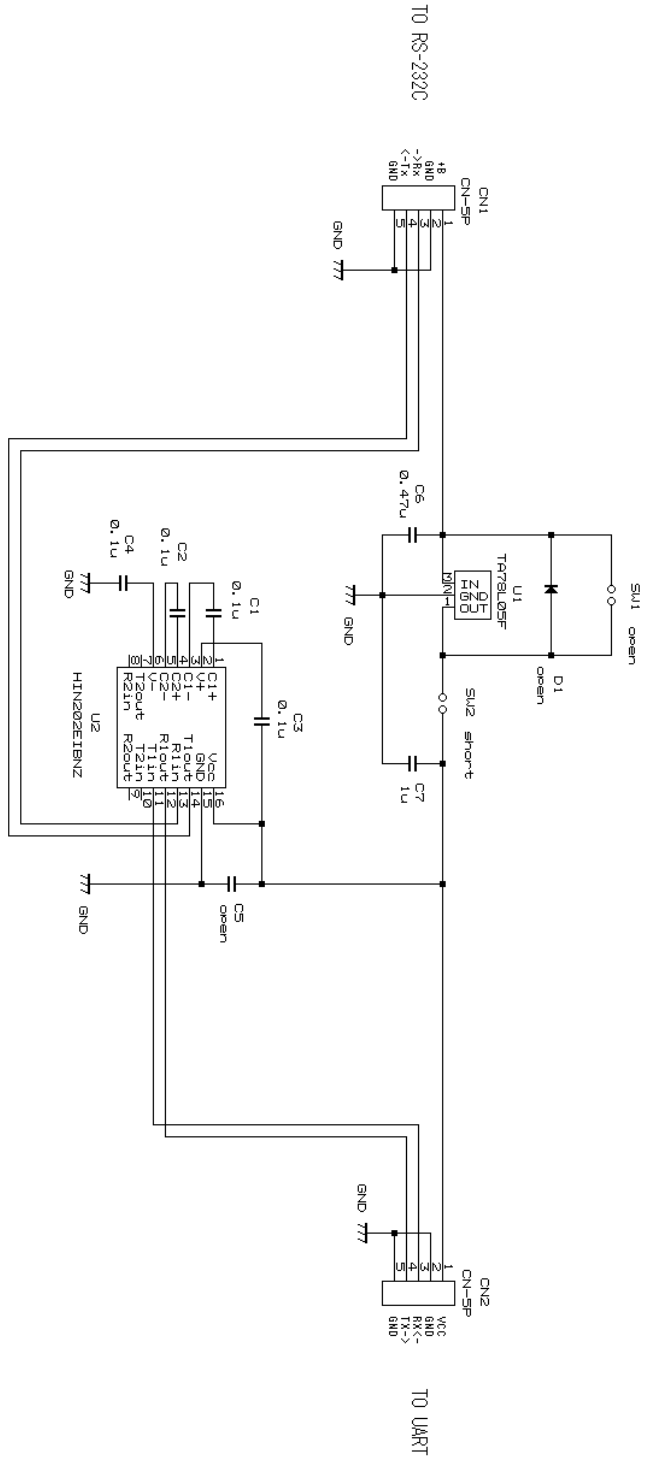 TO RS-232C
CN1
CN-5P
+B
GND
->Rx
<-Tx
GND
1
2
3
4
5
GND
SW1 open
D1
open
U1
TA78L05F
IN
GND
OUT
3
2
1
C6
0.47u
GND
SW2 short
C7
1u
C1
0.1u
C2
0.1u
C4
0.1u
GND
C3
0.1u
1
2
3
4
5
6
7
8
C1+
V+
C1-
C2+
C2-
V-
T2out
R2in
Vcc
GND
T1out
R1in
R1out
T1in
T2in
R2out
16
15
14
13
12
11
10
9
U2
HIN202EIBNZ
C5
open
GND
GND
1
2
3
4
5
CN2
CN-5P
VCC
GND
RX<-
TX->
GND
TO UART